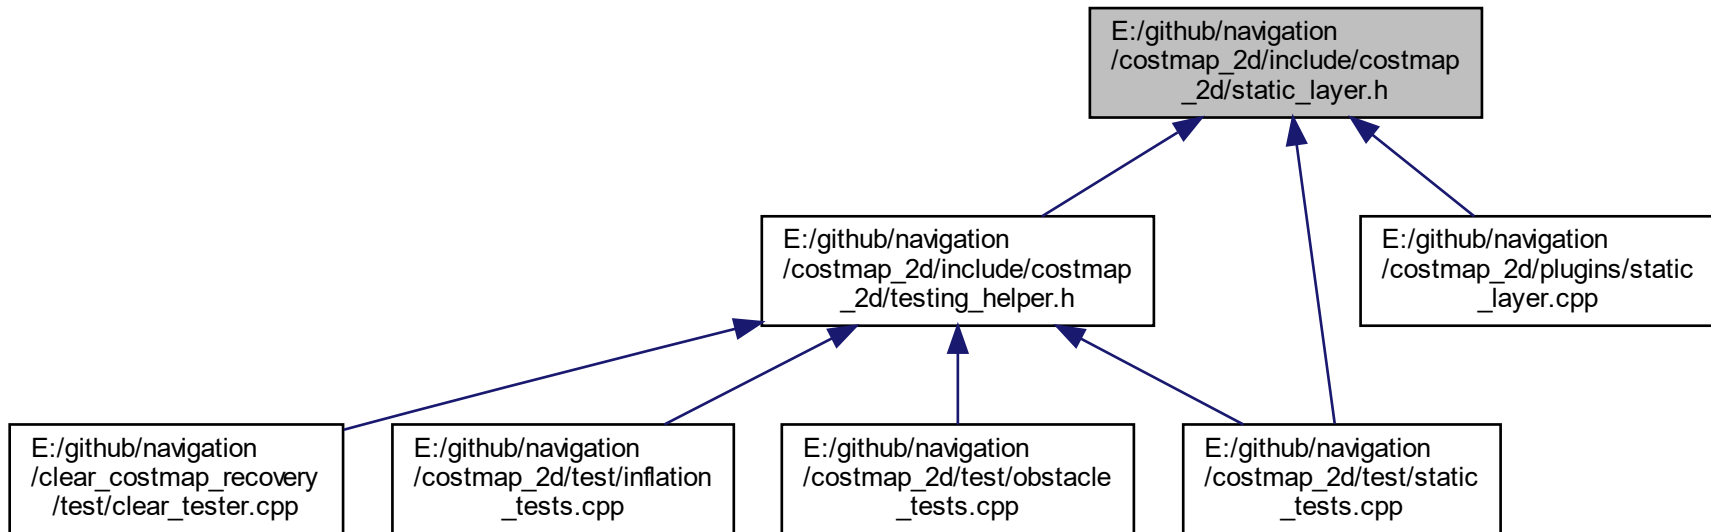 E:/github/navigation
/costmap_2d/include/costmap
_2d/static_layer.h
E:/github/navigation
/costmap_2d/include/costmap
_2d/testing_helper.h
E:/github/navigation
/costmap_2d/plugins/static
_layer.cpp
E:/github/navigation
/clear_costmap_recovery
/test/clear_tester.cpp
E:/github/navigation
/costmap_2d/test/inflation
_tests.cpp
E:/github/navigation
/costmap_2d/test/obstacle
_tests.cpp
E:/github/navigation
/costmap_2d/test/static
_tests.cpp